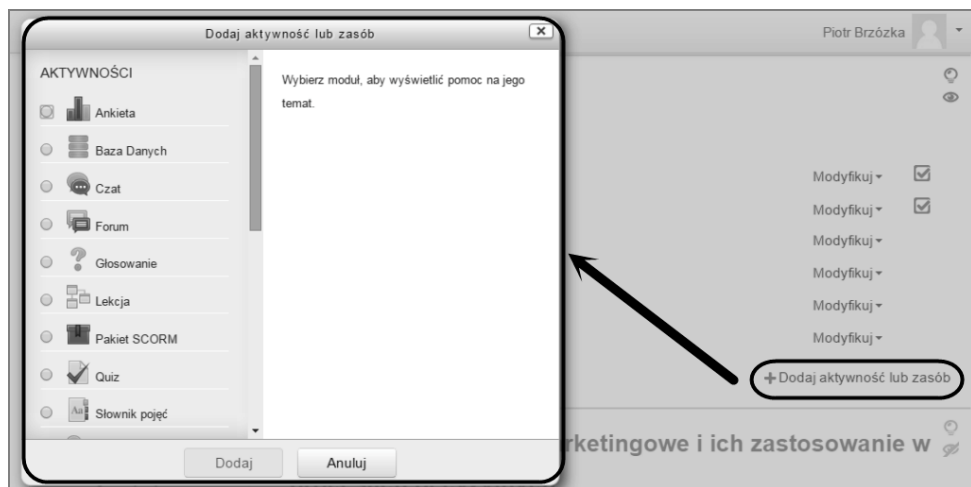 Dodaj aktywność lub zasób
Piotr Brzózka
AKTYWNOŚCI
Ankieta
Baza Danych
Czat
Forum
Głosowanie
Lekcja
Pakiet SCORM
Quiz
Słownik pojęć
Wybierz moduł, aby wyświetlić pomoc na jego
temat.
Dodaj
Anuluj
Modyfikuj
Modyfikuj
Modyfikuj
Modyfikuj
Modyfikuj
Modyfikuj
+Dodaj aktywność lub zasób
rketingowe i ich zastosowanie w